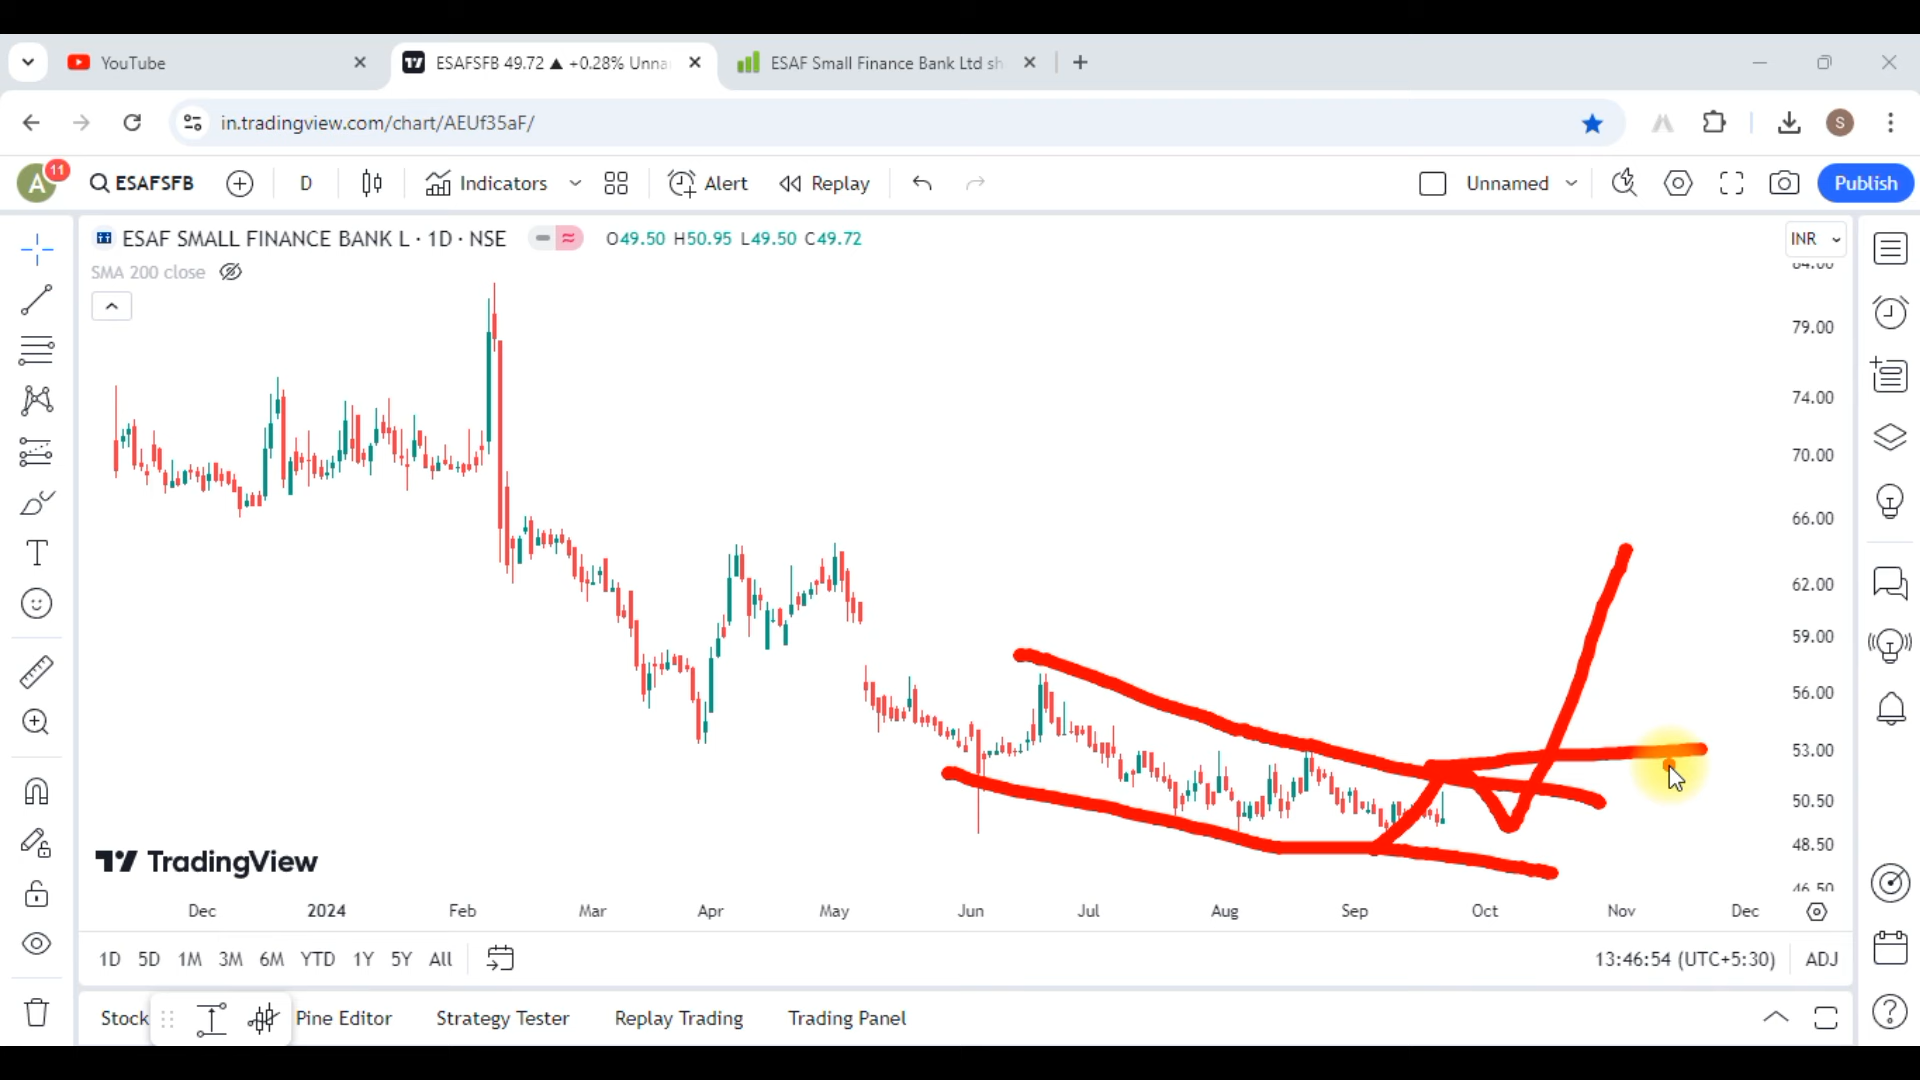 YouTube
ESAFSFB 49.72 ▲ +0.28% Unna
ESAF Small Finance Bank Ltd sh
in.tradingview.com/chart/AEUf35aF/
S
A
11
ESAFSFB
D
Indicators
Alert
Replay
Unnamed
Publish
ESAF SMALL FINANCE BANK L · 1D · NSE
O49.50 H50.95 L49.50 C49.72
INR
SMA 200 close
84.00
79.00
74.00
70.00
66.00
62.00
59.00
56.00
53.00
50.50
48.50
46.50
TradingView
Dec 2024 Feb Mar Apr May Jun Jul Aug Sep Oct Nov Dec
1D 5D 1M 3M 6M YTD 1Y 5Y All
13:46:54 (UTC+5:30)
ADJ
Stock
Pine Editor
Strategy Tester
Replay Trading
Trading Panel